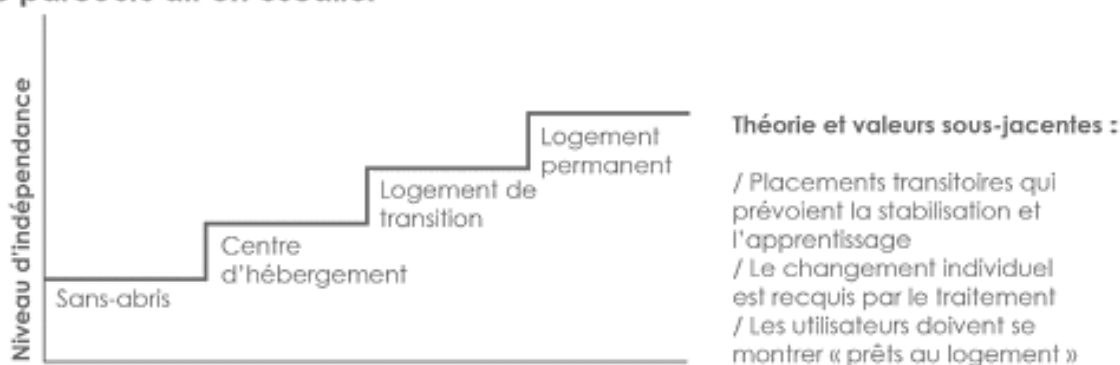 Niveau d'indépendance
Sans-abris
Centre
d'hébergement
Logement de
transition
Logement
permanent
Théorie et valeurs sous-jacentes :
/ Placements transitoires qui
prévoient la stabilisation et
l'apprentissage
/ Le changement individuel
est recquis par le traitement
/ Les utilisateurs doivent se
montrer « prêts au logement »